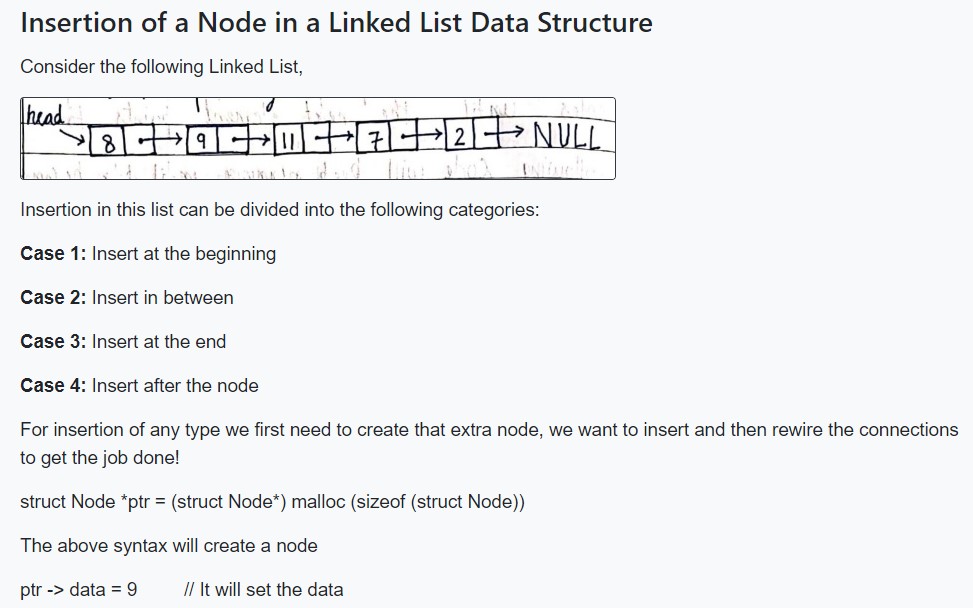 Insertion of a Node in a Linked List Data Structure
Consider the following Linked List,
head
8 9 11 7 2 NULL
Insertion in this list can be divided into the following categories:
Case 1: Insert at the beginning
Case 2: Insert in between
Case 3: Insert at the end
Case 4: Insert after the node
For insertion of any type we first need to create that extra node, we want to insert and then rewire the connections
to get the job done!
struct Node *ptr = (struct Node*) malloc (sizeof (struct Node))
The above syntax will create a node
ptr -> data = 9 // It will set the data